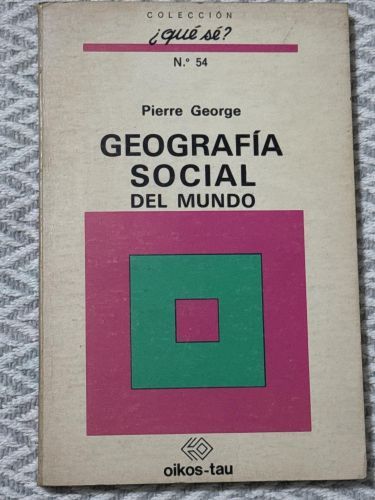 COLECCIÓN
¿qué sé?
N.º 54
Pierre George
GEOGRAFÍA
SOCIAL
DEL MUNDO
oikos-tau